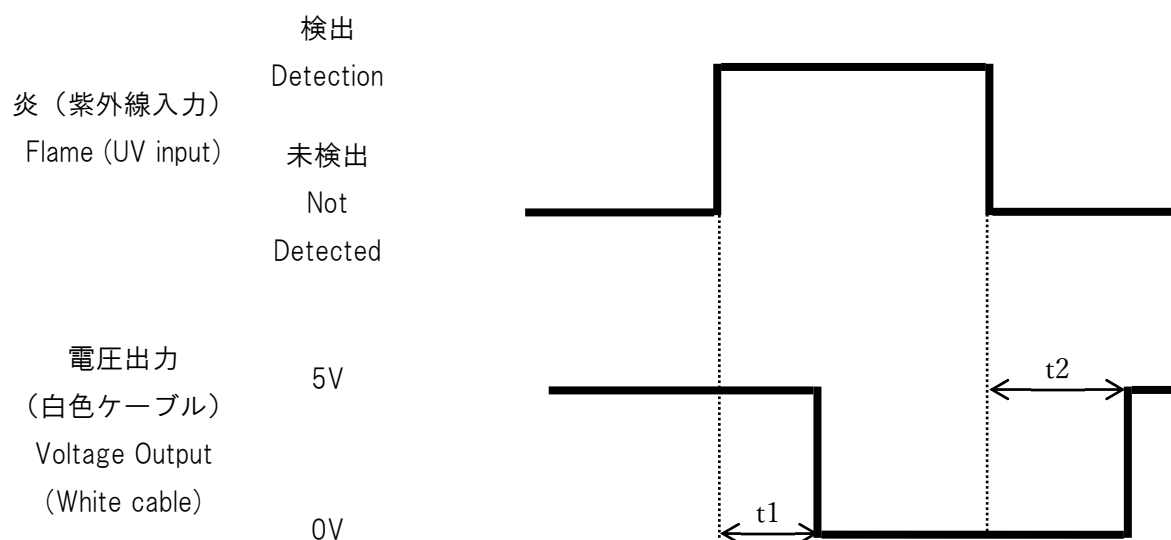 検出
Detection
炎（紫外線入力）
Flame (UV input)
未検出
Not
Detected
電圧出力
（白色ケーブル）
Voltage Output
(White cable)
5V
t2
0V
t1